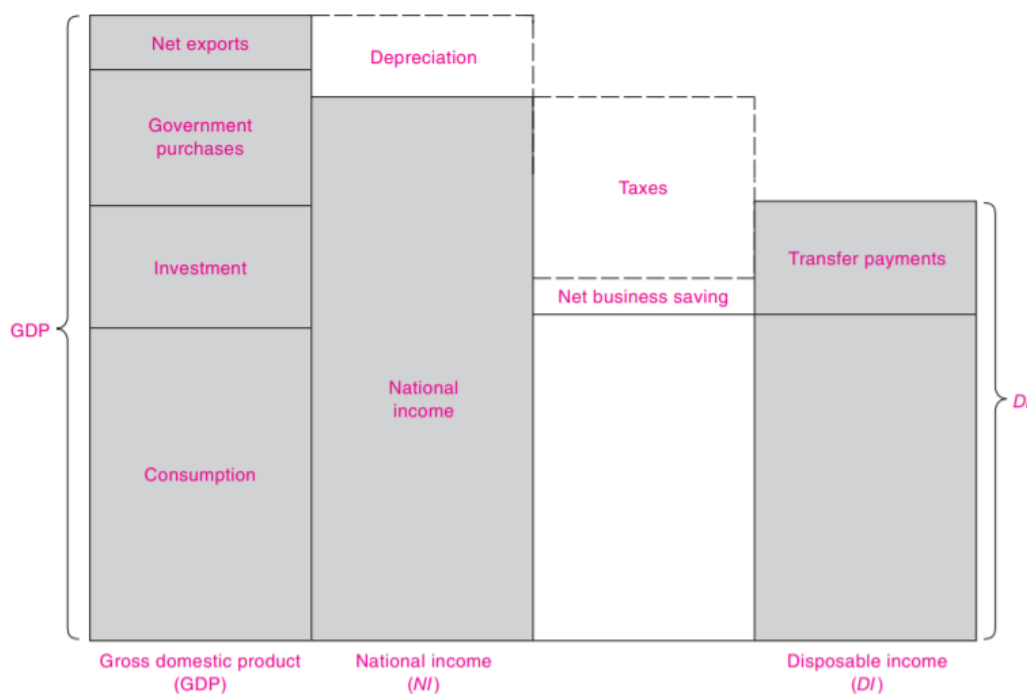 Net exports
Depreciation
Government
purchases
Taxes
Investment
Transfer payments
Net business saving
GDP
National
income
DI
Consumption
Gross domestic product
(GDP)
National income
(NI)
Disposable income
(DI)